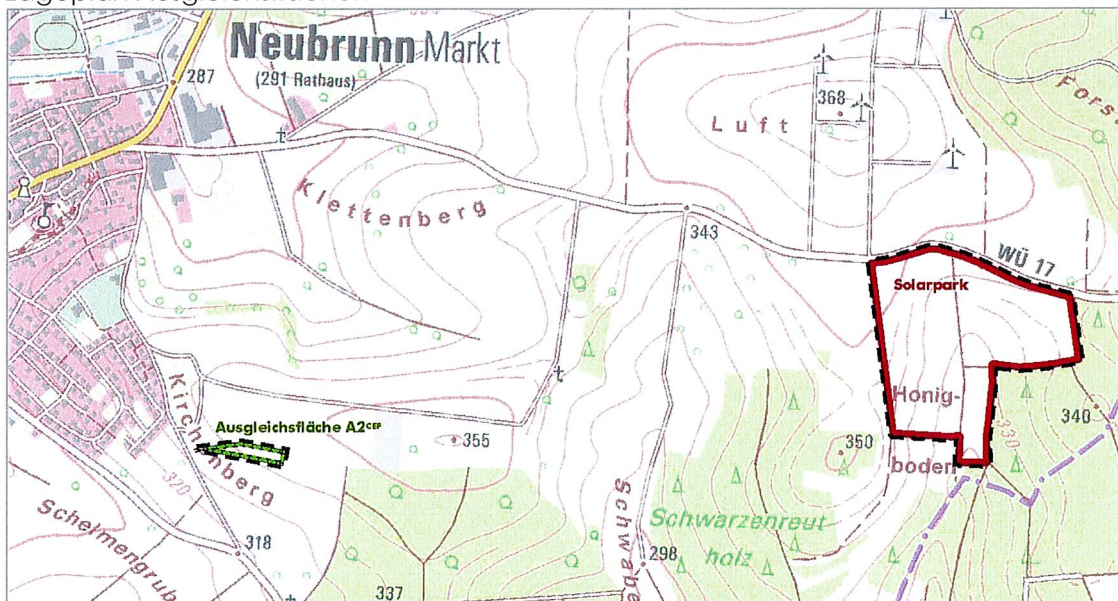 Neubrunn Markt
(291 Rathaus)
287
368
Luft
Fors
Klettenberg
343
WÜ 17
Solarpark
Honig-
boden
340
330
350
Kirchenberg
Ausgleichsfläche A2CEF
355
320
Schelmengrub
318
337
Schwabe
298
Schwarzenreut
holz